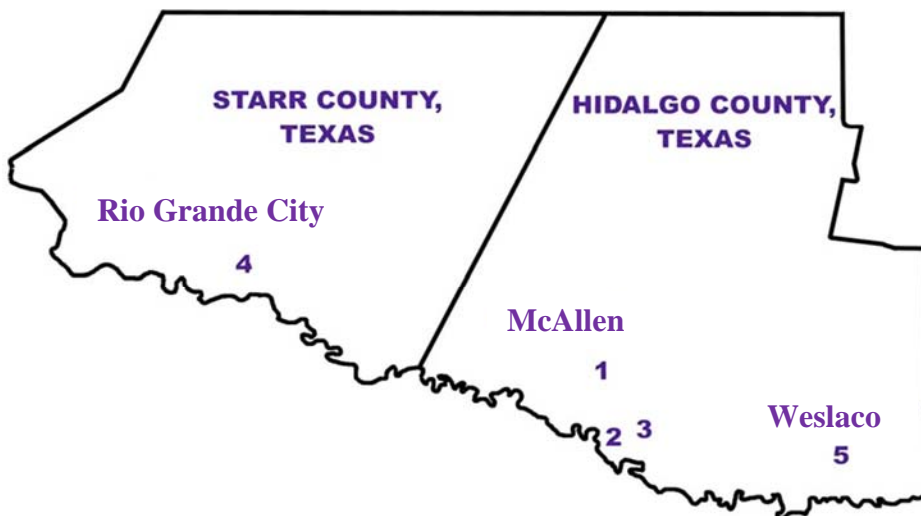 STARR COUNTY,
TEXAS
HIDALGO COUNTY,
TEXAS
Rio Grande City
4
McAllen
1
2
3
Weslaco
5